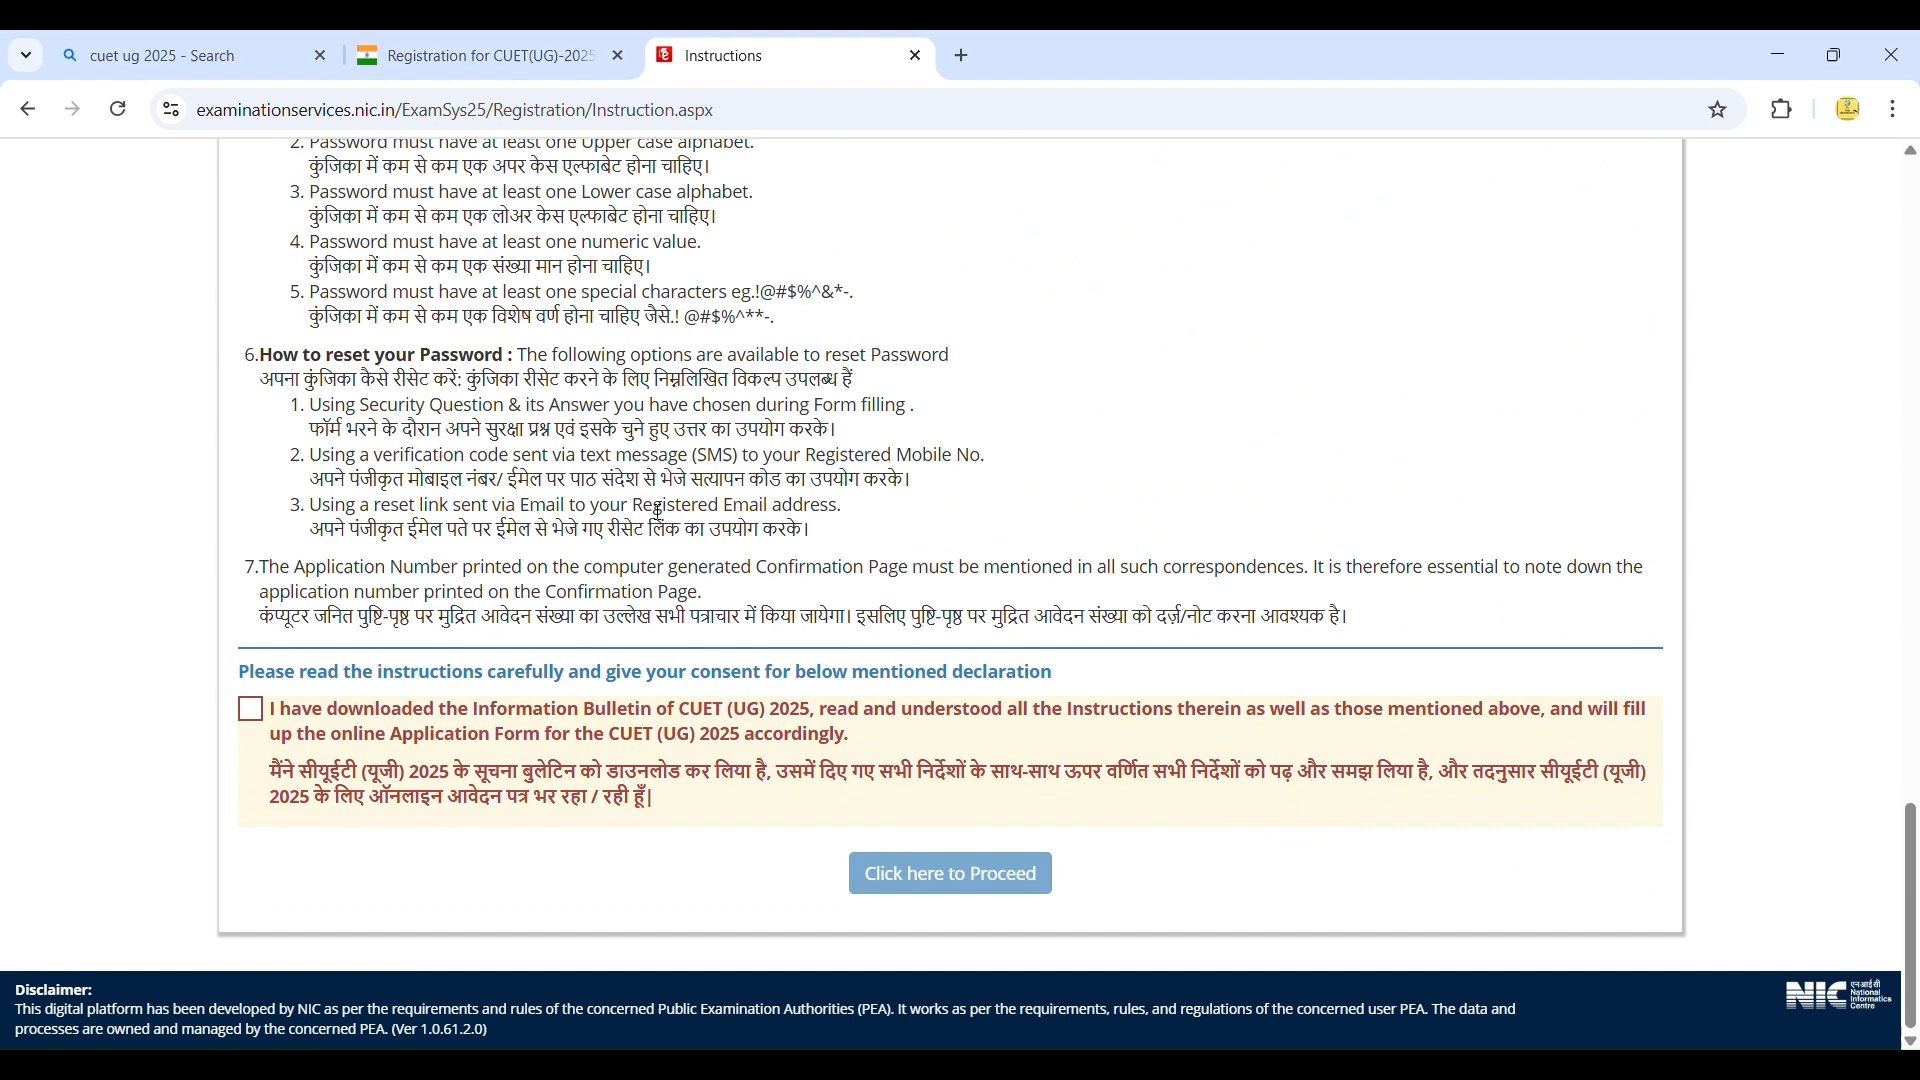 cuet ug 2025 - Search
Registration for CUET(UG)-2025
Instructions
examinationservices.nic.in/ExamSys25/Registration/Instruction.aspx
2. Password must have at least one Upper case alphabet.
कुंजिका में कम से कम एक अपर केस एल्फाबेट होना चाहिए।
3. Password must have at least one Lower case alphabet.
कुंजिका में कम से कम एक लोअर केस एल्फाबेट होना चाहिए।
4. Password must have at least one numeric value.
कुंजिका में कम से कम एक संख्या मान होना चाहिए।
5. Password must have at least one special characters eg.!@#$%^&*-.
कुंजिका में कम से कम एक विशेष वर्ण होना चाहिए जैसे.! @#$%^**-.
6.How to reset your Password : The following options are available to reset Password
अपना कुंजिका कैसे रीसेट करें: कुंजिका रीसेट करने के लिए निम्नलिखित विकल्प उपलब्ध हैं
1. Using Security Question & its Answer you have chosen during Form filling .
फॉर्म भरने के दौरान अपने सुरक्षा प्रश्न एवं इसके चुने हुए उत्तर का उपयोग करके।
2. Using a verification code sent via text message (SMS) to your Registered Mobile No.
अपने पंजीकृत मोबाइल नंबर/ ईमेल पर पाठ संदेश से भेजे सत्यापन कोड का उपयोग करके।
3. Using a reset link sent via Email to your Registered Email address.
अपने पंजीकृत ईमेल पते पर ईमेल से भेजे गए रीसेट लिंक का उपयोग करके।
7.The Application Number printed on the computer generated Confirmation Page must be mentioned in all such correspondences. It is therefore essential to note down the
application number printed on the Confirmation Page.
कंप्यूटर जनित पुष्टि-पृष्ठ पर मुद्रित आवेदन संख्या का उल्लेख सभी पत्राचार में किया जायेगा। इसलिए पुष्टि-पृष्ठ पर मुद्रित आवेदन संख्या को दर्ज़/नोट करना आवश्यक है।
Please read the instructions carefully and give your consent for below mentioned declaration
I have downloaded the Information Bulletin of CUET (UG) 2025, read and understood all the Instructions therein as well as those mentioned above, and will fill
up the online Application Form for the CUET (UG) 2025 accordingly.
मैंने सीयूईटी (यूजी) 2025 के सूचना बुलेटिन को डाउनलोड कर लिया है, उसमें दिए गए सभी निर्देशों के साथ-साथ ऊपर वर्णित सभी निर्देशों को पढ़ और समझ लिया है, और तदनुसार सीयूईटी (यूजी)
2025 के लिए ऑनलाइन आवेदन पत्र भर रहा / रही हूँ|
Click here to Proceed
Disclaimer:
This digital platform has been developed by NIC as per the requirements and rules of the concerned Public Examination Authorities (PEA). It works as per the requirements, rules, and regulations of the concerned user PEA. The data and
processes are owned and managed by the concerned PEA. (Ver 1.0.61.2.0)
NIC
एन आई सी
National
Informatics
Centre